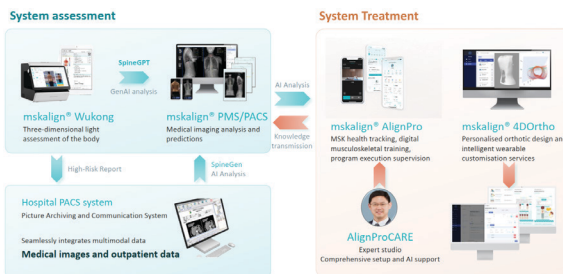 System assessment
SpineGPT
GenAI analysis
mskalign® Wukong
Three-dimensional light
assessment of the body
mskalign® PMS/PACS
Medical imaging analysis and
predictions
High-Risk Report
SpineGen
AI Analysis
Hospital PACS system
Picture Archiving and Communication System
Seamlessly integrates multimodal data
Medical images and outpatient data
AI Analysis
Knowledge
transmission
System Treatment
mskalign® AlignPro
MSK health tracking, digital
musculoskeletal training,
program execution supervision
mskalign® 4DOrtho
Personalised orthotic design and
intelligent wearable
customisation services
AlignProCARE
Expert studio
Comprehensive setup and AI support